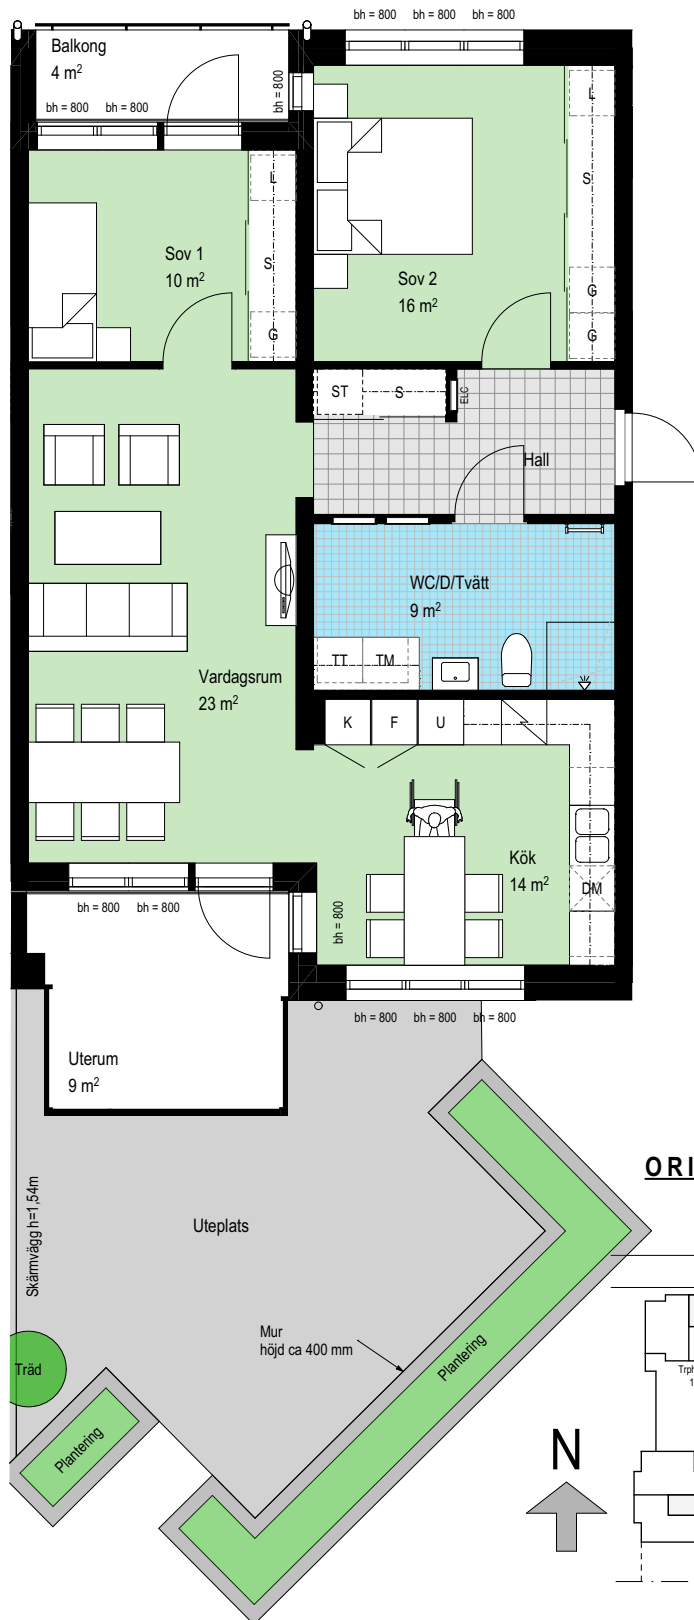 bh = 800 bh = 800 bh = 800
Balkong
4 m²
bh = 800
bh = 800 bh = 800
L
S
G
G
Sov 2
16 m²
L
S
G
Sov 1
10 m²
ST
S
ELC
Hall
WC/D/Tvätt
9 m²
TT
TM
Vardagsrum
23 m²
K
F
U
Kök
14 m²
DM
bh = 800 bh = 800
bh = 800
bh = 800 bh = 800 bh = 800
Uterum
9 m²
Skärmvägg h=1,54m
Uteplats
Mur
höjd ca 400 mm
Plantering
Träd
Plantering
ORI
Trph
1
N